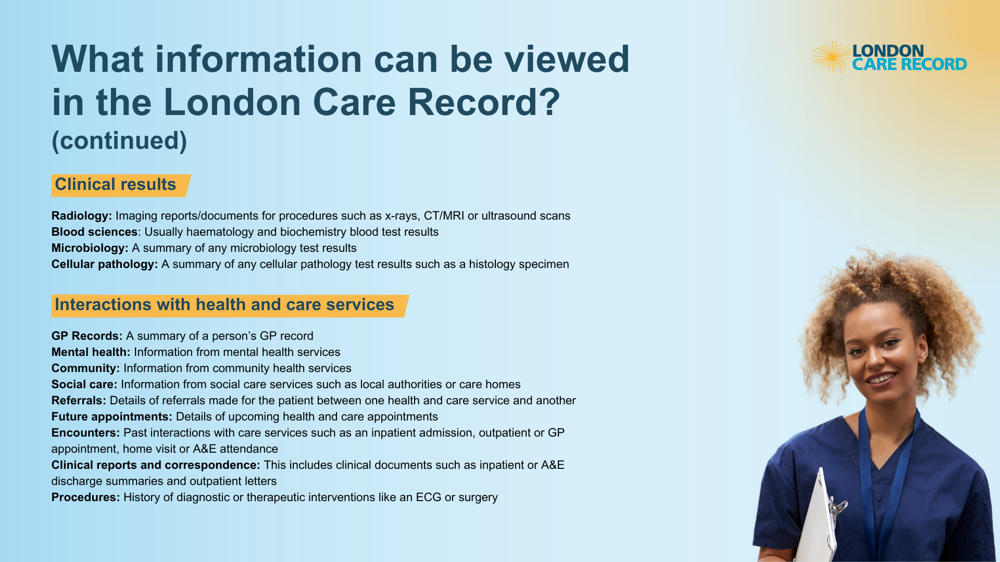 What information can be viewed
in the London Care Record?
(continued)
LONDON
CARE RECORD
Clinical results
Radiology: Imaging reports/documents for procedures such as x-rays, CT/MRI or ultrasound scans
Blood sciences: Usually haematology and biochemistry blood test results
Microbiology: A summary of any microbiology test results
Cellular pathology: A summary of any cellular pathology test results such as a histology specimen
Interactions with health and care services
GP Records: A summary of a person’s GP record
Mental health: Information from mental health services
Community: Information from community health services
Social care: Information from social care services such as local authorities or care homes
Referrals: Details of referrals made for the patient between one health and care service and another
Future appointments: Details of upcoming health and care appointments
Encounters: Past interactions with care services such as an inpatient admission, outpatient or GP
appointment, home visit or A&E attendance
Clinical reports and correspondence: This includes clinical documents such as inpatient or A&E
discharge summaries and outpatient letters
Procedures: History of diagnostic or therapeutic interventions like an ECG or surgery